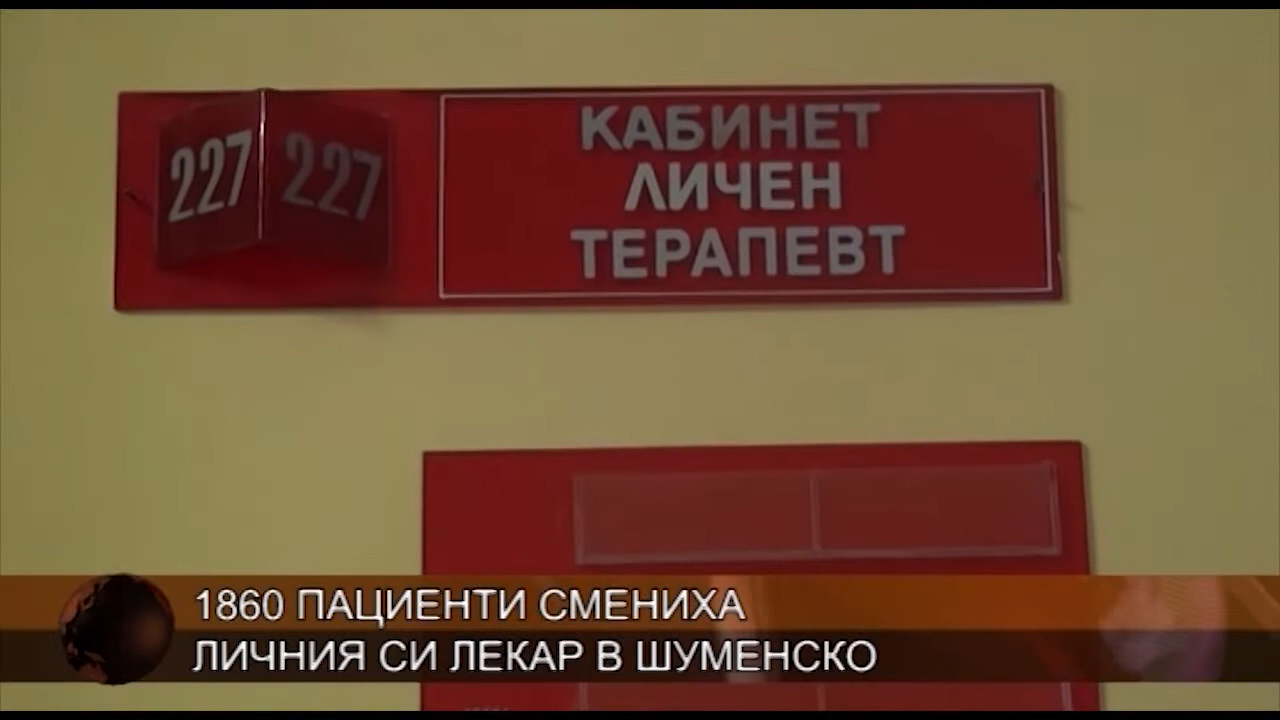 227 227
КАБИНЕТ
ЛИЧЕН
ТЕРАПЕВТ
1860 ПАЦИЕНТИ СМЕНИХА
ЛИЧНИЯ СИ ЛЕКАР В ШУМЕНСКО